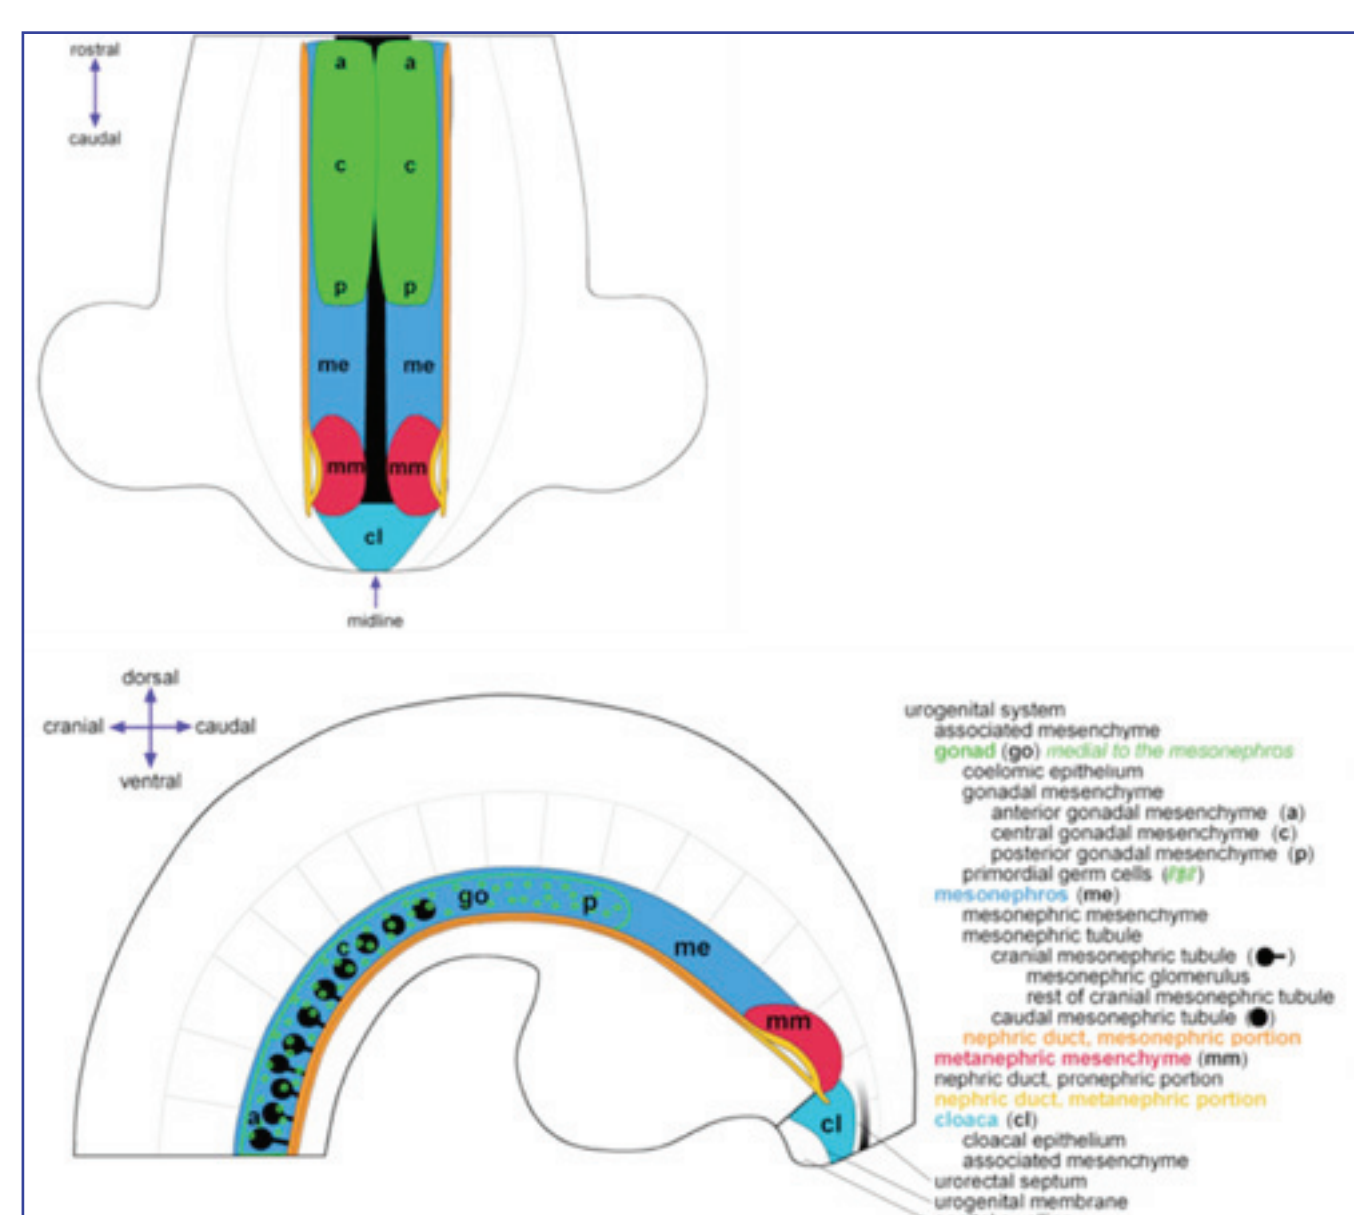 rostral
caudal
a a
c c
p p
me me
mm mm
cl
midline
dorsal
cranial caudal
ventral
go
p
c
me
a
mm
cl
urogenital system
associated mesenchyme
gonad (go) medial to the mesonephros
coelomic epithelium
gonadal mesenchyme
anterior gonadal mesenchyme (a)
central gonadal mesenchyme (c)
posterior gonadal mesenchyme (p)
primordial germ cells ( )
mesonephros (me)
mesonephric mesenchyme
mesonephric tubule
cranial mesonephric tubule ( )
mesonephric glomerulus
rest of cranial mesonephric tubule
caudal mesonephric tubule ( )
nephric duct, mesonephric portion
metanephric mesenchyme (mm)
nephric duct, pronephric portion
nephric duct, metanephric portion
cloaca (cl)
cloacal epithelium
associated mesenchyme
urorectal septum
urogenital membrane